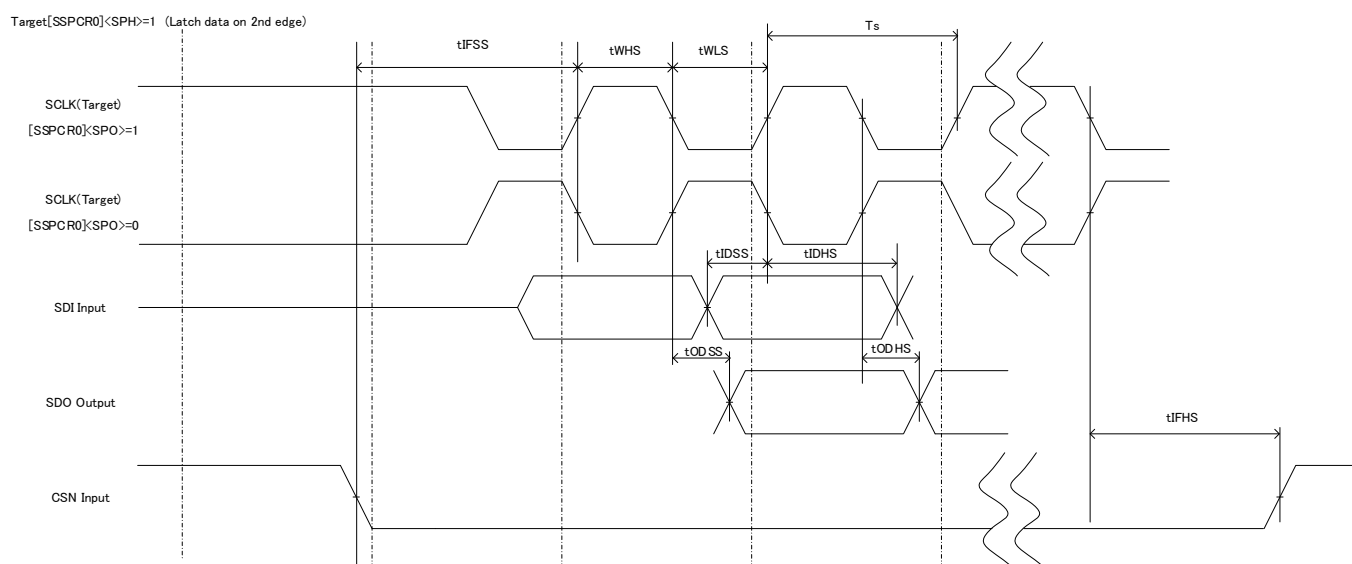 Target[SSPCR0]<SPH>=1 (Latch data on 2nd edge)
Ts
tIFSS
tWHS
tWLS
SCLK(Target)
[SSPCR0]<SPO>=1
SCLK(Target)
[SSPCR0]<SPO>=0
tIDSS
tIDHS
SDI Input
tODSS
tODHS
SDO Output
tIFHS
CSN Input